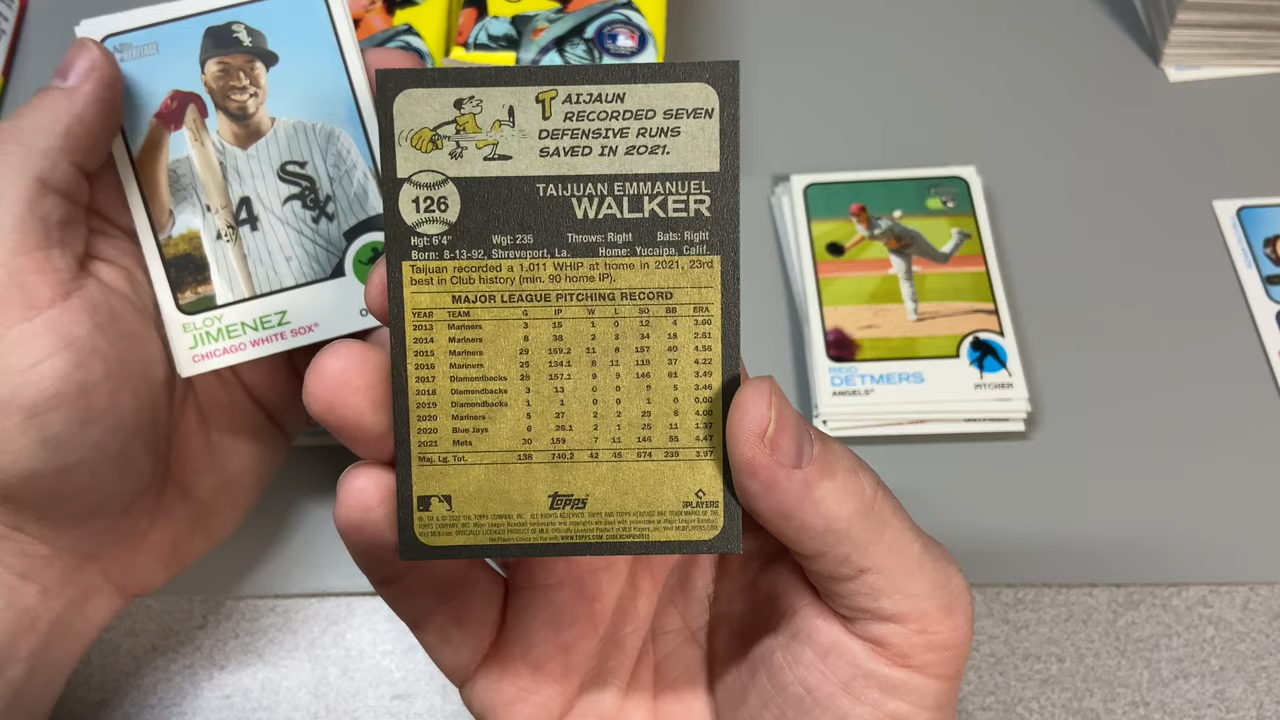 Topps HERITAGE
Sox
Sox
ELOY
JIMENEZ
CHICAGO WHITE SOX®
TAIJAUN
RECORDED SEVEN
DEFENSIVE RUNS
SAVED IN 2021.
126
TAIJUAN EMMANUEL
WALKER
Hgt: 6'4" Wgt: 235 Throws: Right Bats: Right
Born: 8-13-92, Shreveport, La. Home: Yucaipa, Calif.
Taijuan recorded a 1.011 WHIP at home in 2021, 23rd
best in Club history (min. 90 home IP).
MAJOR LEAGUE PITCHING RECORD
YEAR TEAM G IP W L SO BB ERA
2013 Mariners 3 15 1 0 12 4 3.60
2014 Mariners 8 38 2 3 34 18 2.61
2015 Mariners 29 169.2 11 8 157 40 4.56
2016 Mariners 25 134.1 8 11 119 37 4.22
2017 Diamondbacks 28 157.1 9 9 146 61 3.49
2018 Diamondbacks 3 13 0 0 9 5 3.46
2019 Diamondbacks 1 1 0 0 1 0 0.00
2020 Mariners 5 27 2 2 25 8 4.00
2020 Blue Jays 6 26.1 2 1 25 11 1.37
2021 Mets 30 159 7 11 146 55 4.47
Maj. Lg. Tot. 138 740.2 42 45 674 239 3.97
Topps
PLAYERS
REID
DETMERS
ANGELS®
PITCHER